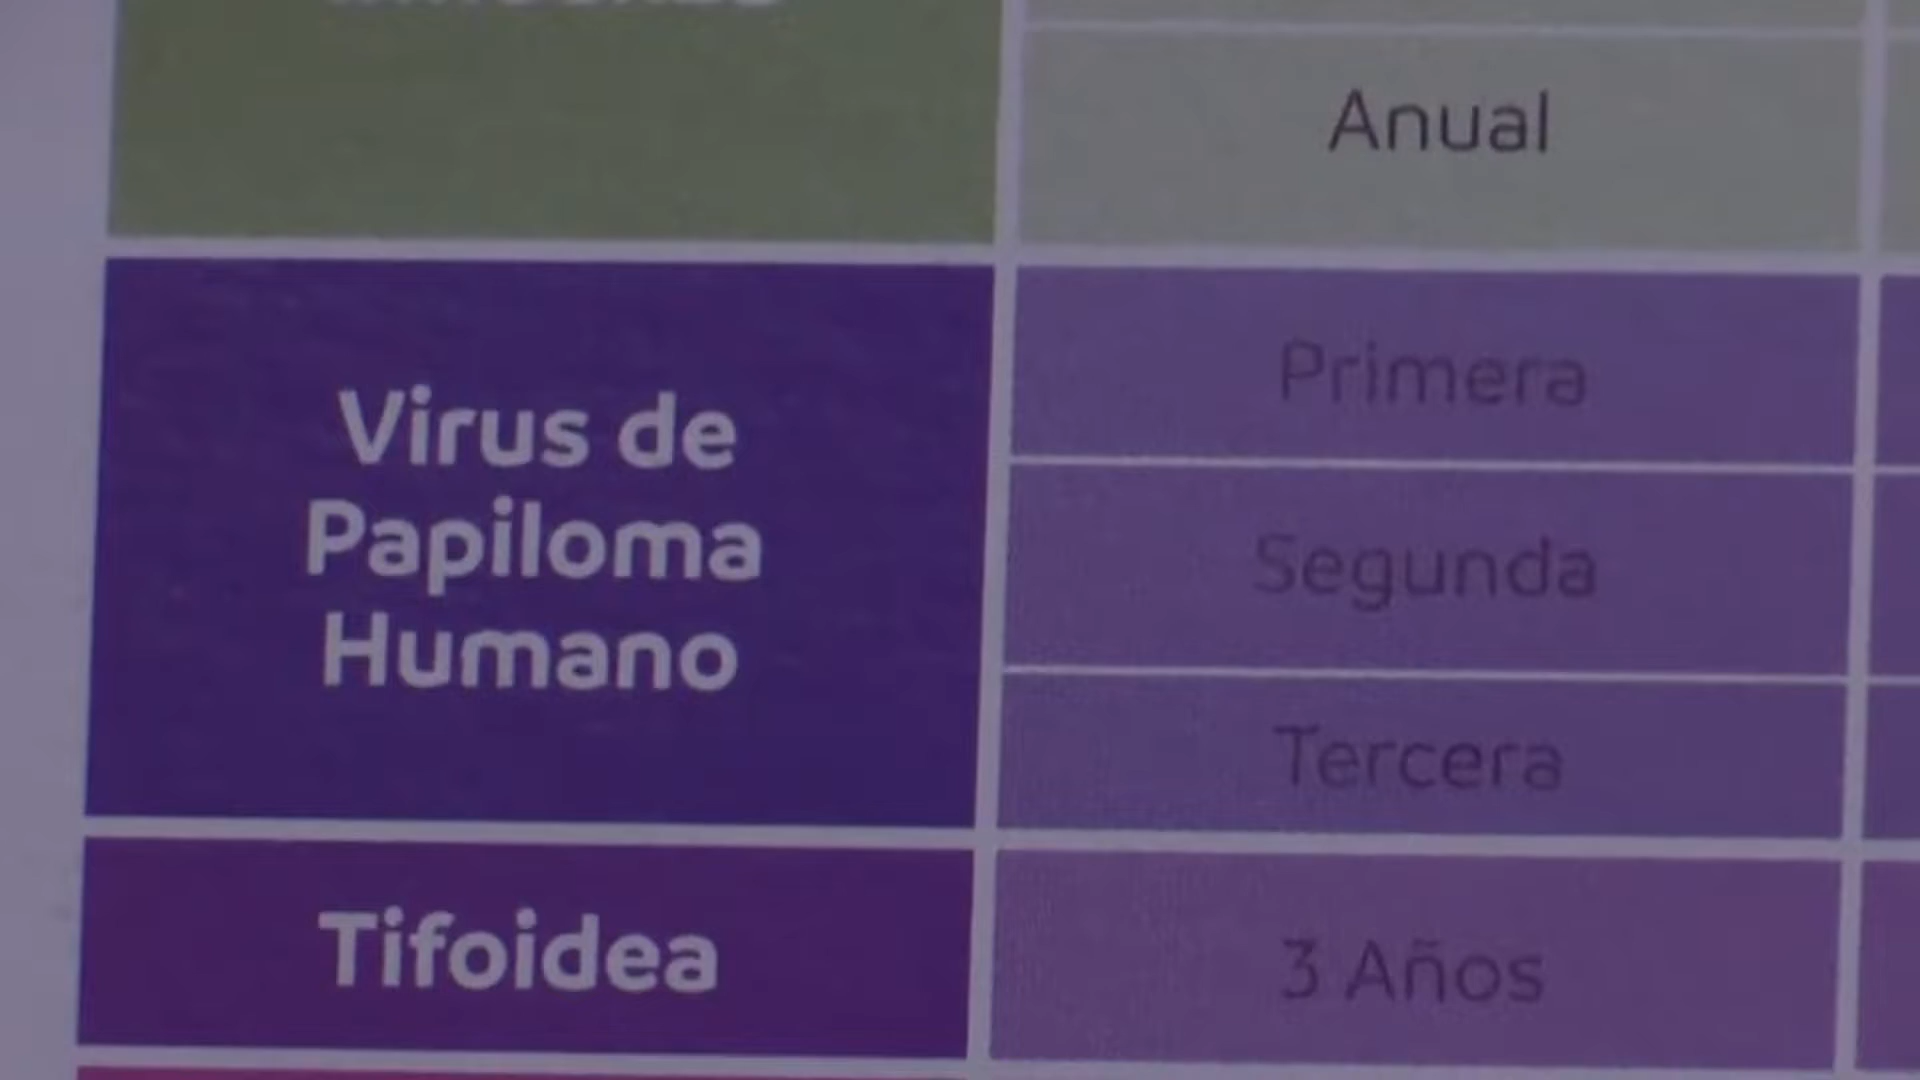 Anual
Virus de
Papiloma
Humano
Primera
Segunda
Tercera
Tifoidea
3 Años